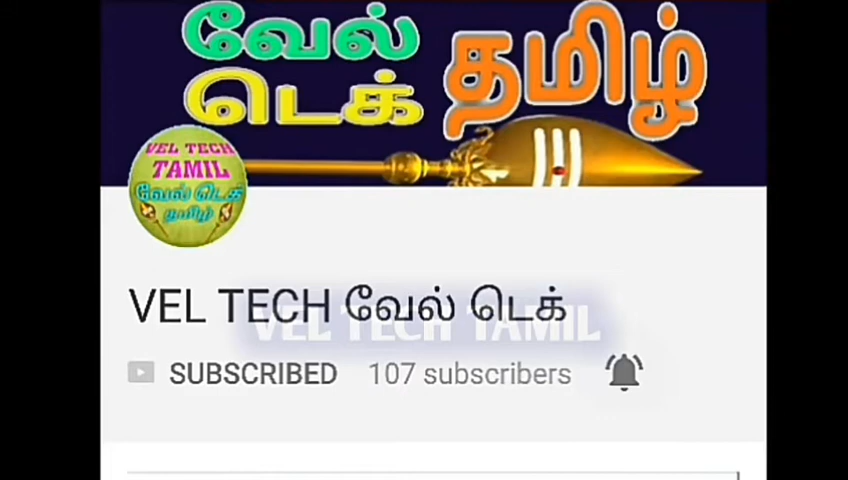 வேல் தமிழ்
டெக்
VEL TECH
TAMIL
வேல் டெக்
தமிழ்
VEL TECH வேல் டெக்
VEL TECH TAMIL
SUBSCRIBED 107 subscribers